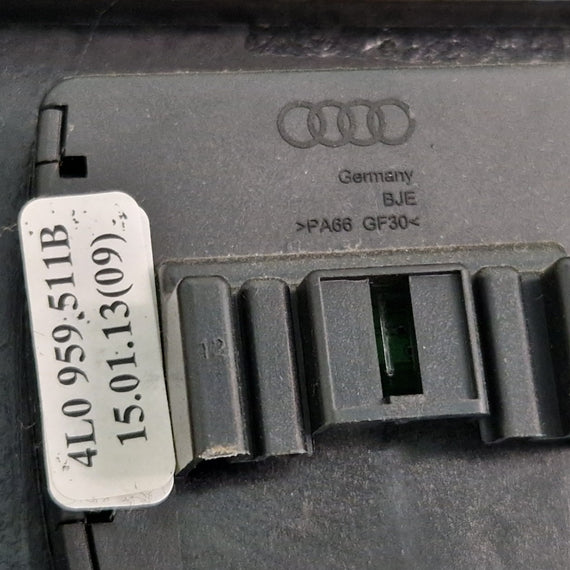 Germany
BJE
>PA66 GF30<
4L0 959.511B
15.01.13(09)
12